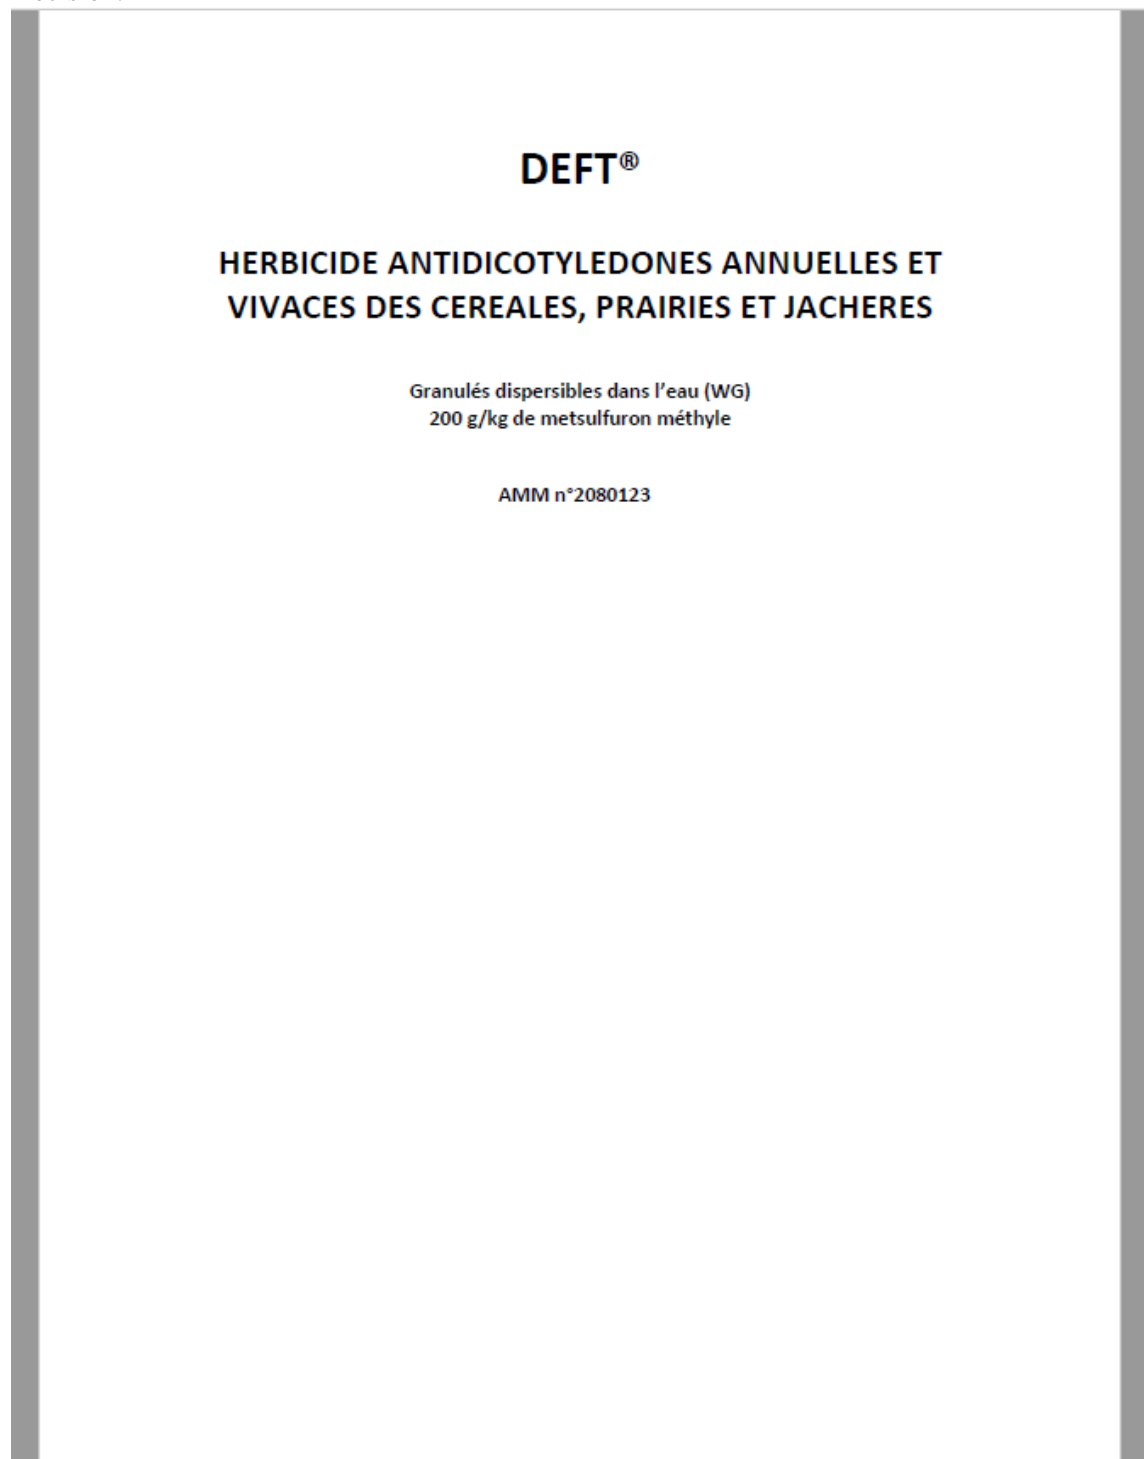 DEFT®
HERBICIDE ANTIDICOTYLEDONES ANNUELLES ET
VIVACES DES CEREALES, PRAIRIES ET JACHERES
Granulés dispersibles dans l’eau (WG)
200 g/kg de metsulfuron méthyle
AMM n°2080123